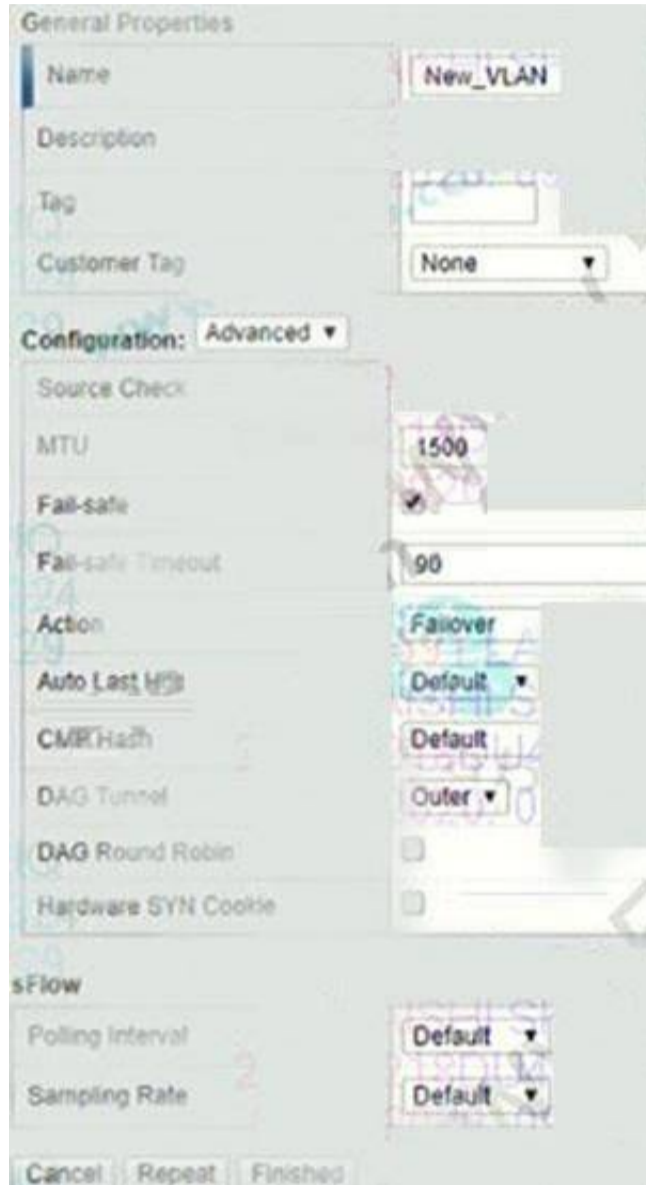 General Properties
Name New_VLAN
Description
Tag
Customer Tag None
Configuration: Advanced
Source Check
MTU 1500
Fail-safe
Fail-safe Timeout 90
Action Failover
Auto Last
Default
CMP Hash Default
DAG Tunnel Outer
DAG Round Robin
Hardware SYN Cookie
sFlow
Polling Interval Default
Sampling Rate Default
Cancel Repeat Finished